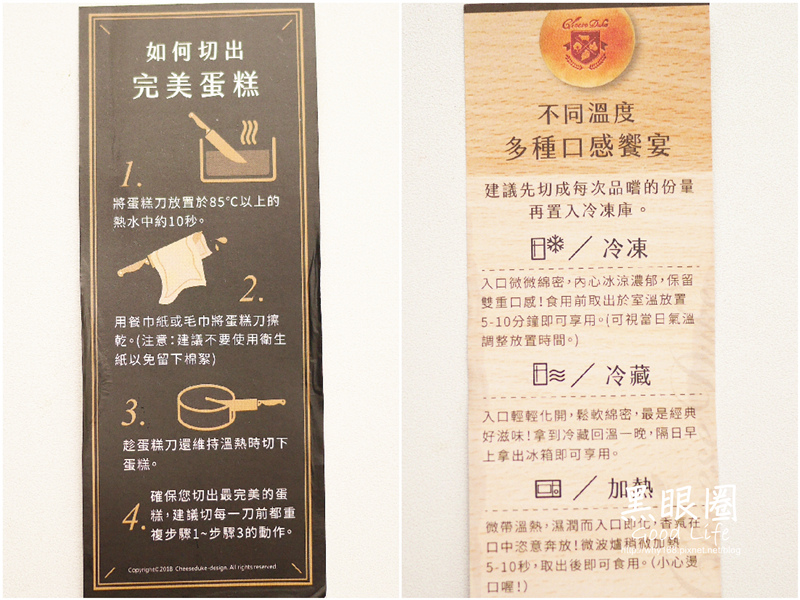 如何切出
完美蛋糕
1.
將蛋糕刀放置於85°C以上的
熱水中約10秒。
2.
用餐巾紙或毛巾將蛋糕刀擦
乾。(注意：建議不要使用衛生
紙以免留下棉絮)
3.
趁蛋糕刀還維持溫熱時切下
蛋糕。
4.
確保您切出最完美的蛋
糕，建議切每一刀前都重
複步驟1~步驟3的動作。
Copyright©2018 Cheeseduke-design. All rights reserved
Cheese Duke
不同溫度
多種口感饗宴
建議先切成每次品嚐的份量
再置入冷凍庫。
／冷凍
入口微微綿密，內心冰涼濃郁，保留
雙重口感！食用前取出於室溫放置
5-10分鐘即可享用。(可視當日氣溫
調整放置時間。)
／冷藏
入口輕輕化開，鬆軟綿密，最是經典
好滋味！拿到冷藏回溫一晚，隔日早
上拿出冰箱即可享用。
／加熱
微帶溫熱，濕潤而入口即化，香氣在
口中恣意奔放！微波爐稍微加熱
5-10秒，取出後即可食用。(小心燙
口喔！)
黑眼圈
Good Life